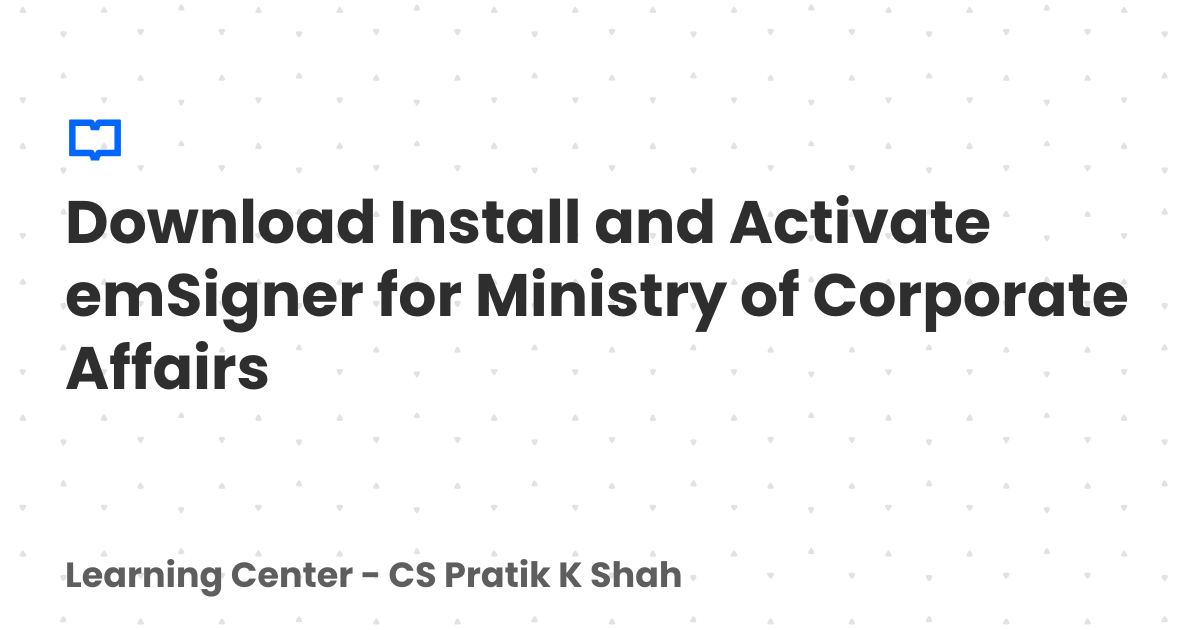 Download Install and Activate
emSigner for Ministry of Corporate
Affairs
Learning Center - CS Pratik K Shah